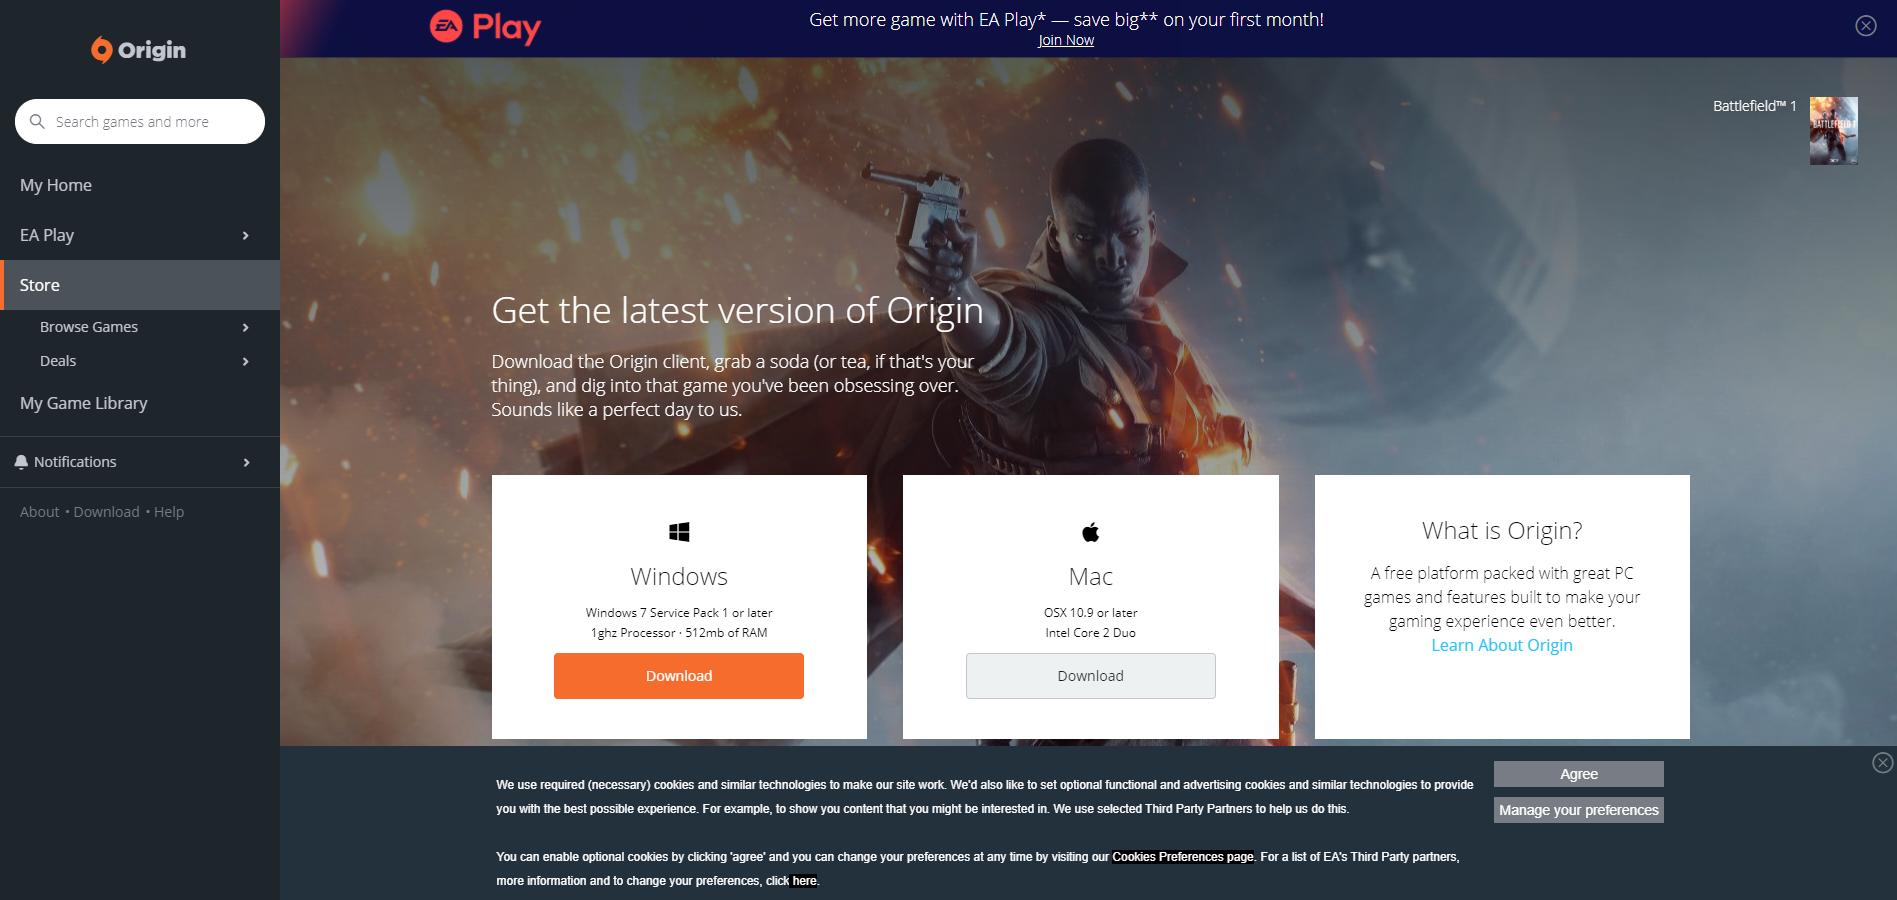 Origin
Search games and more
My Home
EA Play
Store
Browse Games
Deals
My Game Library
Notifications
About • Download • Help
EA Play
Get more game with EA Play* — save big** on your first month!
Join Now
Battlefield™ 1
BATTLEFIELD 1
Get the latest version of Origin
Download the Origin client, grab a soda (or tea, if that's your
thing), and dig into that game you've been obsessing over.
Sounds like a perfect day to us.
Windows
Windows 7 Service Pack 1 or later
1ghz Processor · 512mb of RAM
Download
Mac
OSX 10.9 or later
Intel Core 2 Duo
Download
What is Origin?
A free platform packed with great PC
games and features built to make your
gaming experience even better.
Learn About Origin
We use required (necessary) cookies and similar technologies to make our site work. We'd also like to set optional functional and advertising cookies and similar technologies to provide
you with the best possible experience. For example, to show you content that you might be interested in. We use selected Third Party Partners to help us do this.
You can enable optional cookies by clicking 'agree' and you can change your preferences at any time by visiting our Cookies Preferences page. For a list of EA's Third Party partners,
more information and to change your preferences, click here.
Agree
Manage your preferences